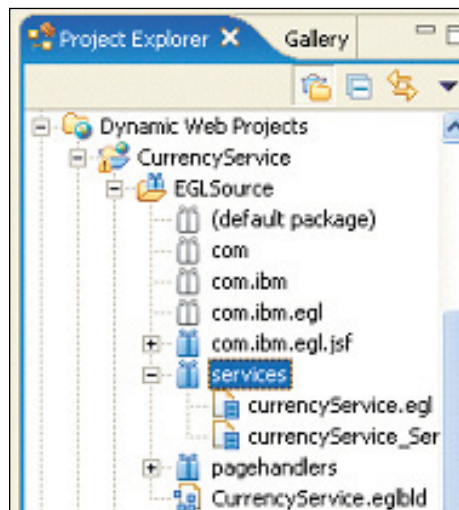 Project Explorer
Gallery
Dynamic Web Projects
CurrencyService
EGLSource
(default package)
com
com.ibm
com.ibm.egl
com.ibm.egl.jsf
services
currencyService.egl
currencyService_Ser
pagehandlers
CurrencyService.eglbld